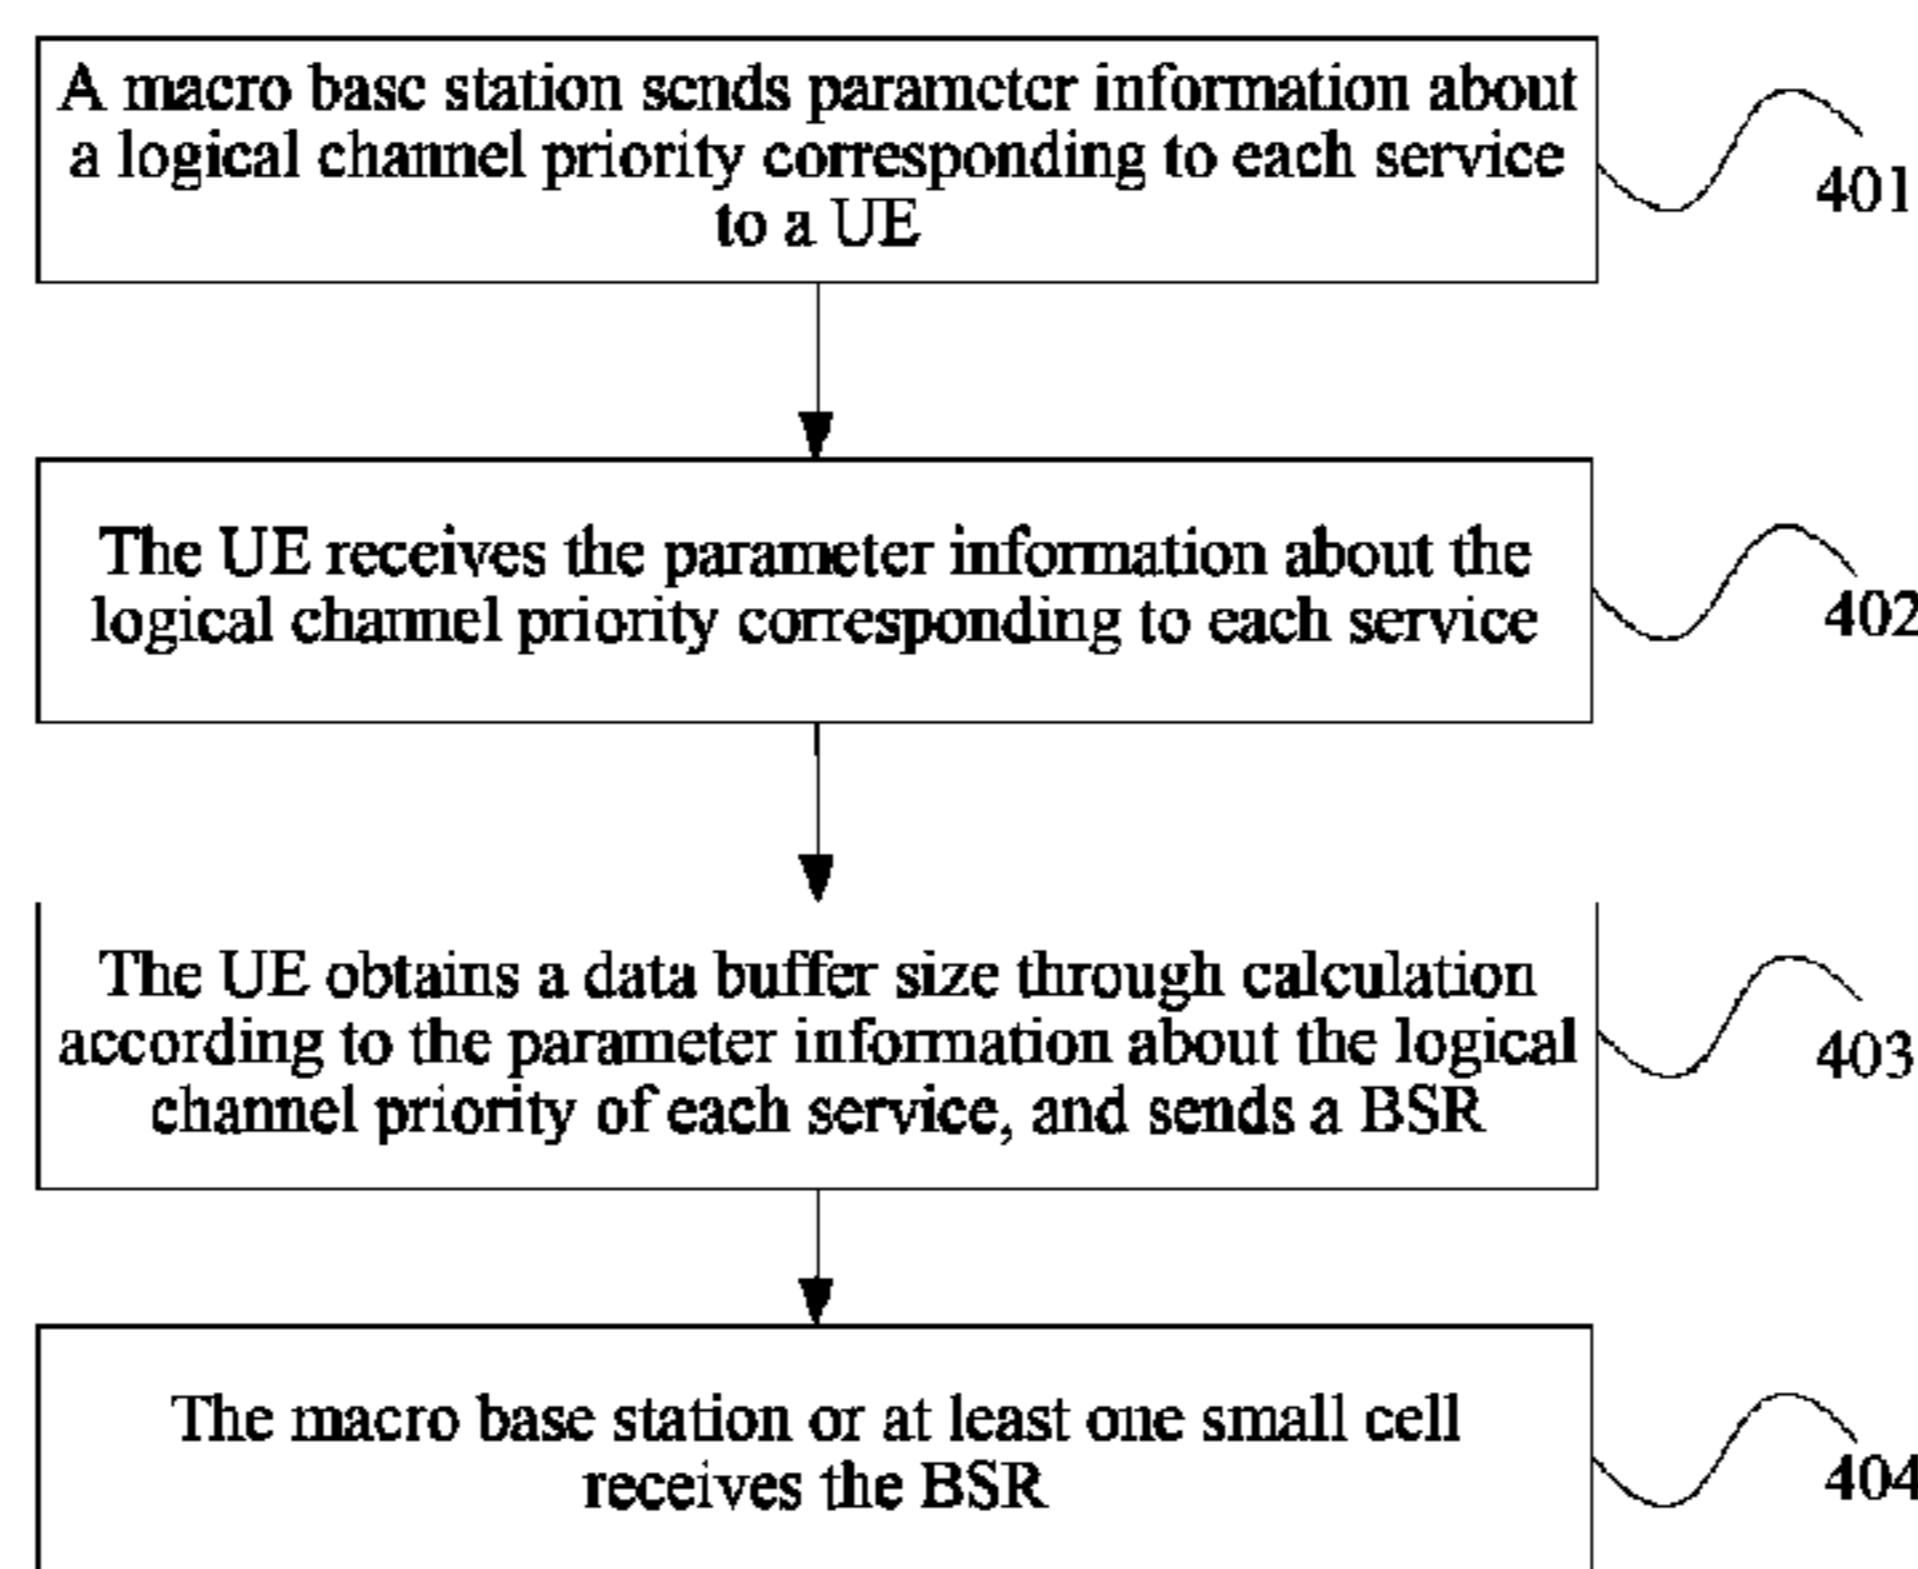 A macro base station sends parameter information about
a logical channel priority corresponding to each service
to a UE
401
The UE receives the parameter information about the
logical channel priority corresponding to each service
402
The UE obtains a data buffer size through calculation
according to the parameter information about the logical
channel priority of each service, and sends a BSR
403
The macro base station or at least one small cell
receives the BSR
404